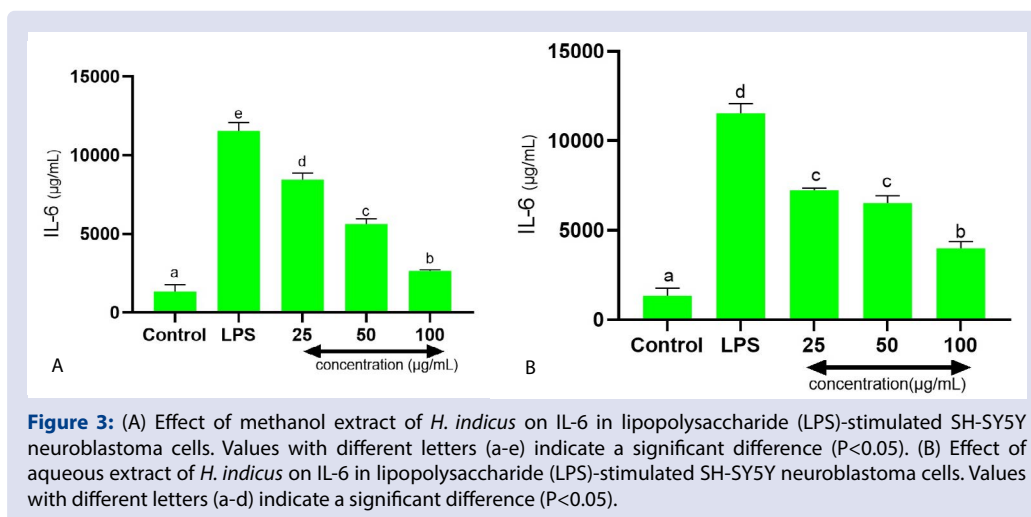 15000
10000
5000
0
IL-6 (µg/mL)
a
e
d
c
b
Control LPS 25 50 100
concentration (µg/mL)
A
15000
10000
5000
0
IL-6 (µg/mL)
a
d
c
c
b
Control LPS 25 50 100
concentration(µg/mL)
B
Figure 3: (A) Effect of methanol extract of H. indicus on IL-6 in lipopolysaccharide (LPS)-stimulated SH-SY5Y
neuroblastoma cells. Values with different letters (a-e) indicate a significant difference (P<0.05). (B) Effect of
aqueous extract of H. indicus on IL-6 in lipopolysaccharide (LPS)-stimulated SH-SY5Y neuroblastoma cells. Values
with different letters (a-d) indicate a significant difference (P<0.05).